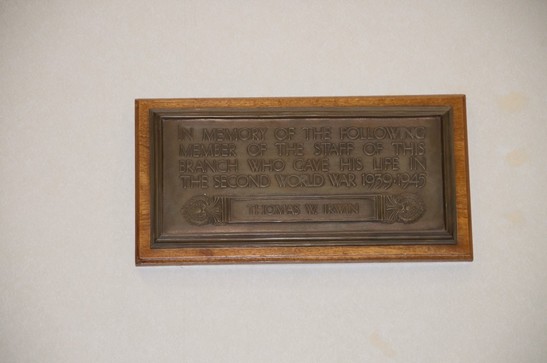 IN MEMORY OF THE FOLLOWING
MEMBER OF THE STAFF OF THIS
BRANCH WHO GAVE HIS LIFE IN
THE SECOND WORLD WAR 1939-1945
THOMAS W. IRWIN